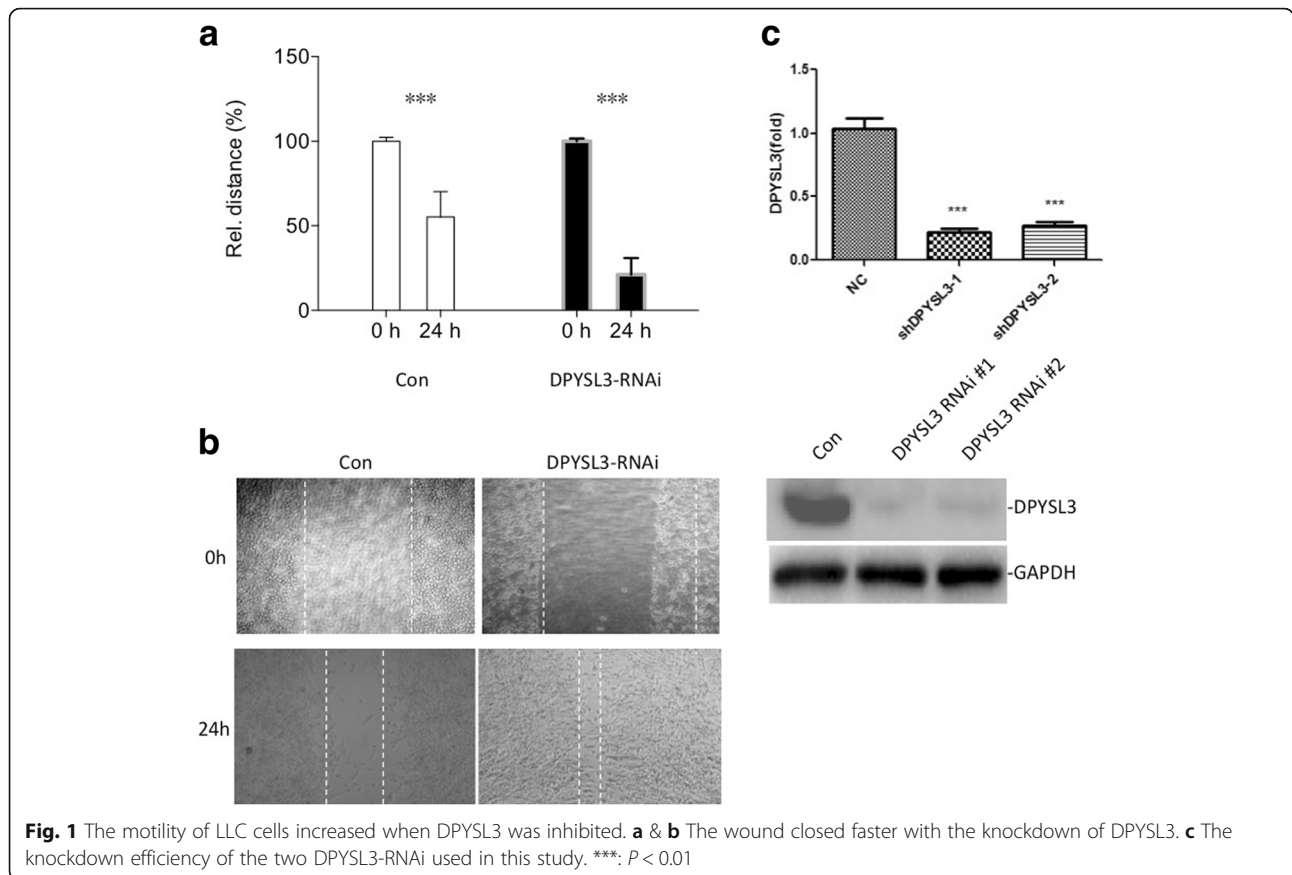 a
150
100
50
0
Rel. distance (%)
*** ***
0 h 24 h 0 h 24 h
Con DPYSL3-RNAi
b
Con DPYSL3-RNAi
0h
24h
c
1.5
1.0
0.5
0.0
DPYSL3(fold)
*** ***
NC shDPYSL3-1 shDPYSL3-2
Con DPYSL3 RNAi #1 DPYSL3 RNAi #2
-DPYSL3
-GAPDH
Fig. 1 The motility of LLC cells increased when DPYSL3 was inhibited. a & b The wound closed faster with the knockdown of DPYSL3. c The
knockdown efficiency of the two DPYSL3-RNAi used in this study. ***: P < 0.01